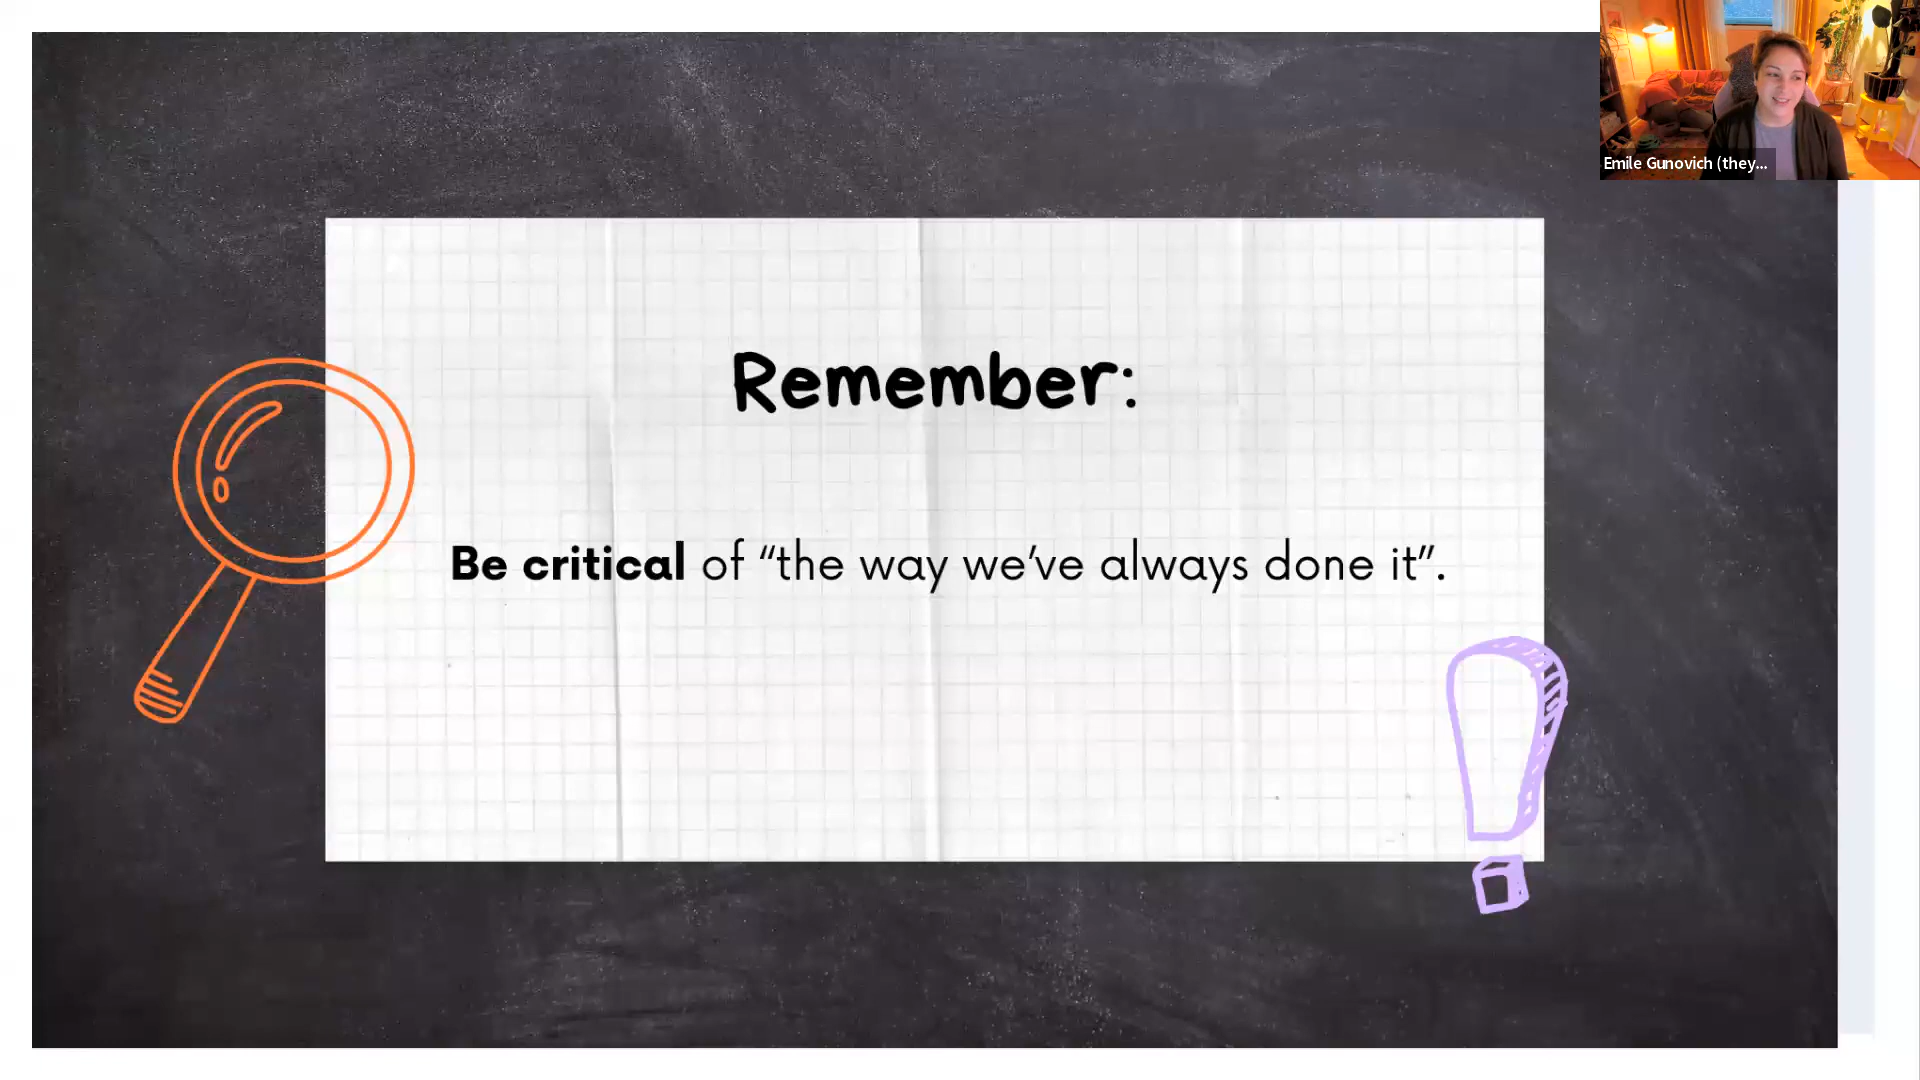 Emile Gunovich (they...
Remember:
Be critical of “the way we’ve always done it”.